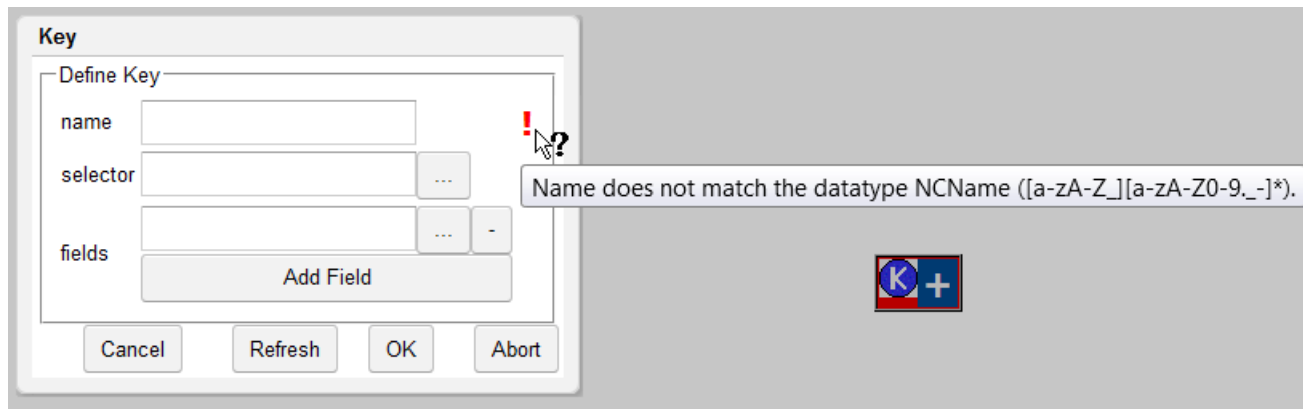 Key
Define Key
name
!
?
selector
...
Name does not match the datatype NCName ([a-zA-Z_][a-zA-Z0-9._-]*).
fields
... -
Add Field
K +
Cancel Refresh OK Abort